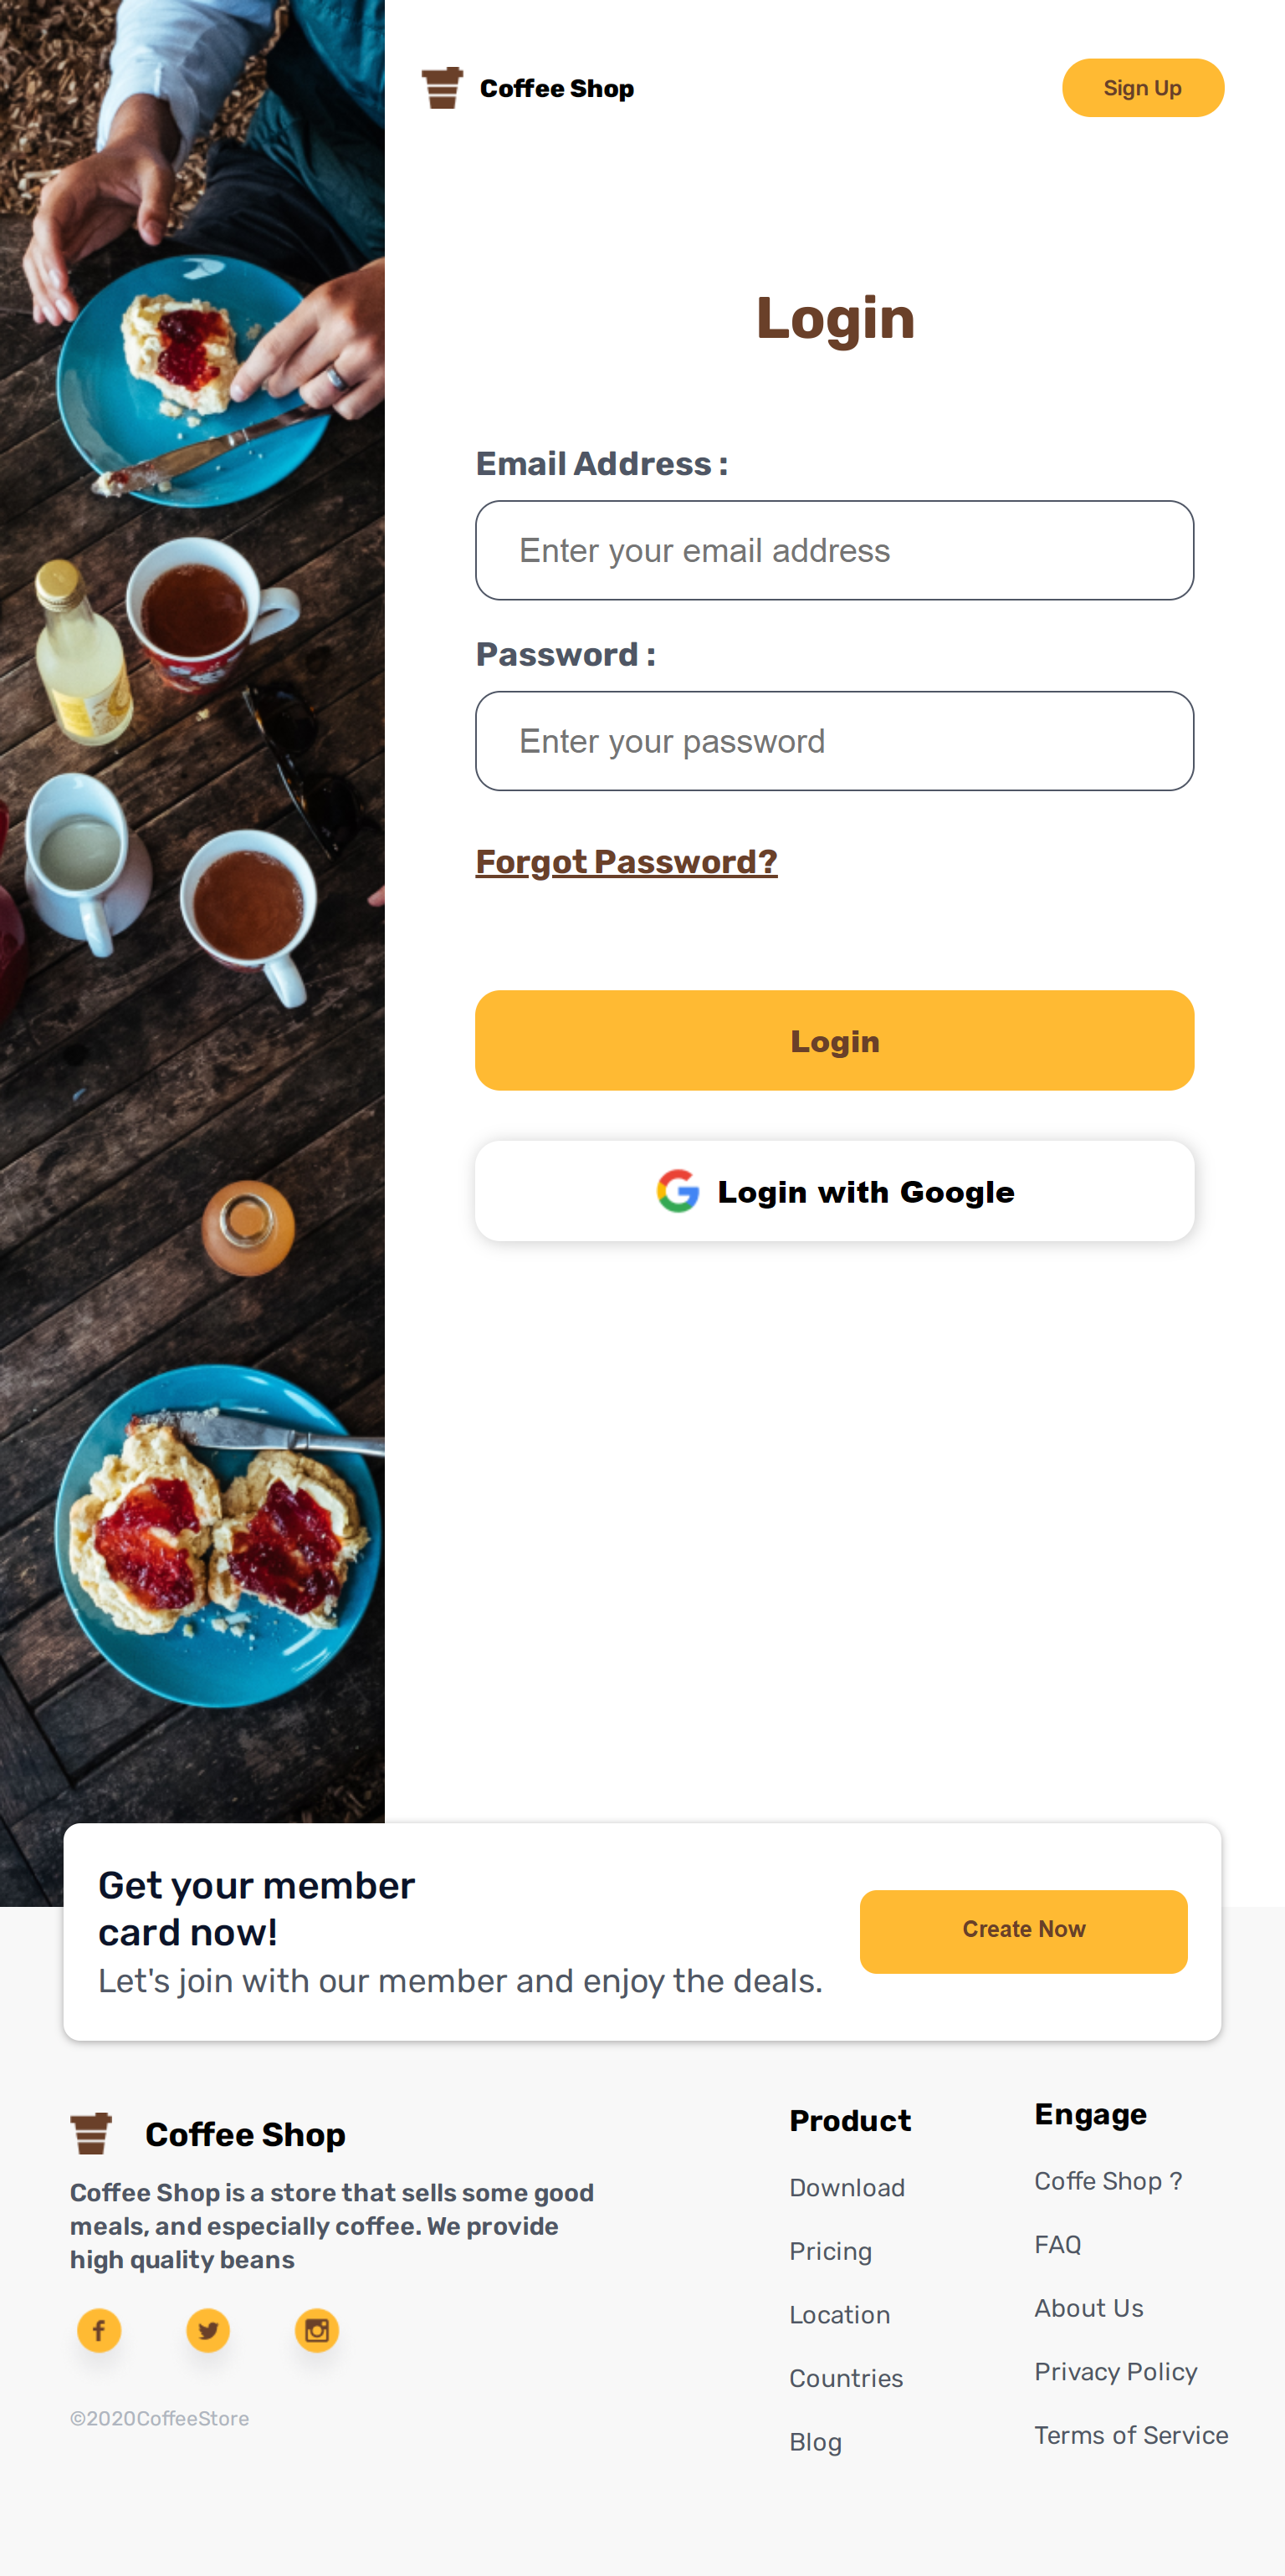 Coffee Shop
Sign Up
Login
Email Address :
Enter your email address
Password :
Enter your password
Forgot Password?
Login
Login with Google
Get your member
card now!
Let's join with our member and enjoy the deals.
Create Now
Coffee Shop
Coffee Shop is a store that sells some good
meals, and especially coffee. We provide
high quality beans
©2020CoffeeStore
Product
Download
Pricing
Location
Countries
Blog
Engage
Coffe Shop ?
FAQ
About Us
Privacy Policy
Terms of Service